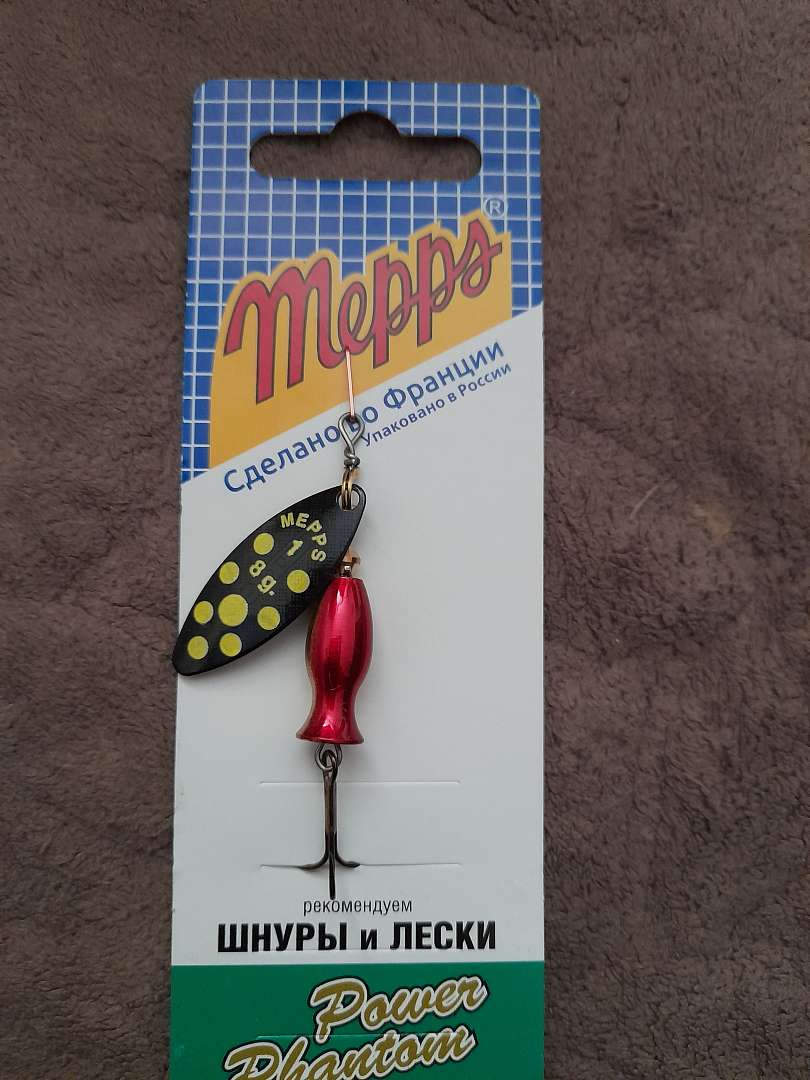 Mepps®
Сделано во Франции
Упаковано в России
MEPPS
1
8g.
рекомендуем
ШНУРЫ и ЛЕСКИ
Power
Phantom